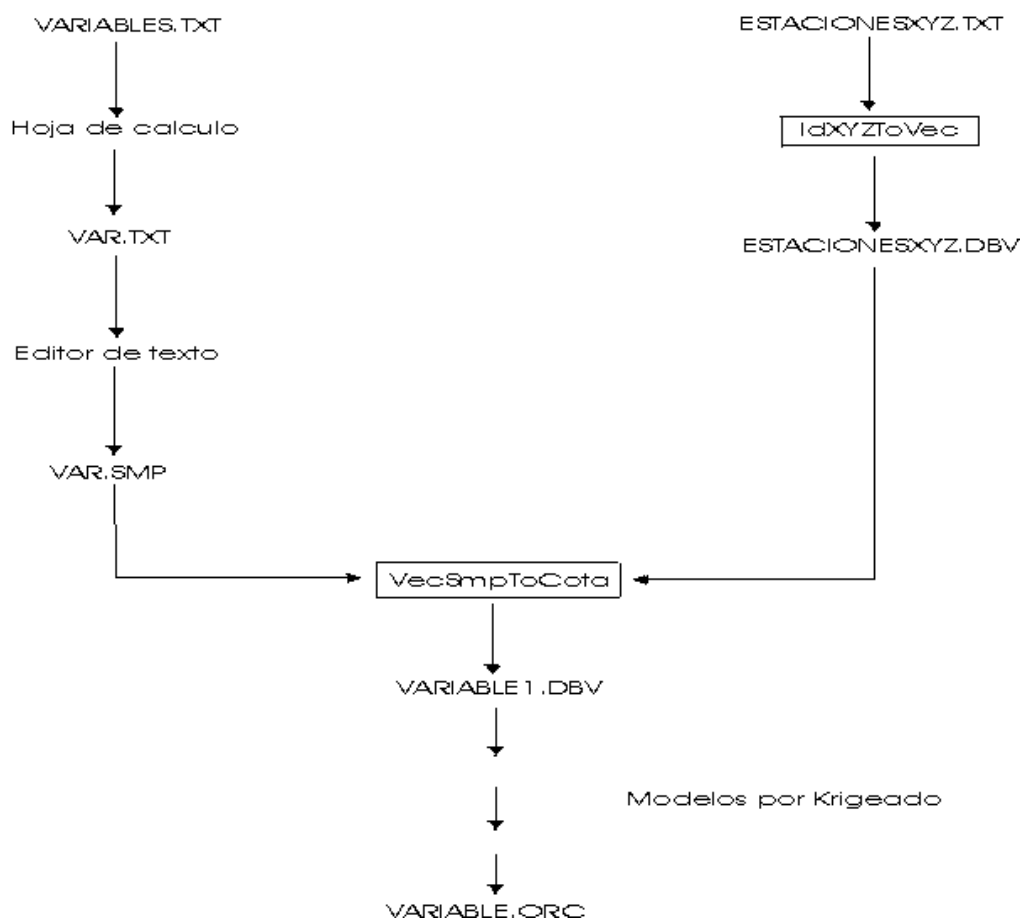 VARIABLES.TXT
ESTACIONESXYZ.TXT
Hoja de calculo
IdXYZToVec
VAR.TXT
ESTACIONESXYZ.DBV
Editor de texto
VAR.SMP
VecSmpToCota
VARIABLE1.DBV
Modelos por Krigeado
VARIABLE.ORC